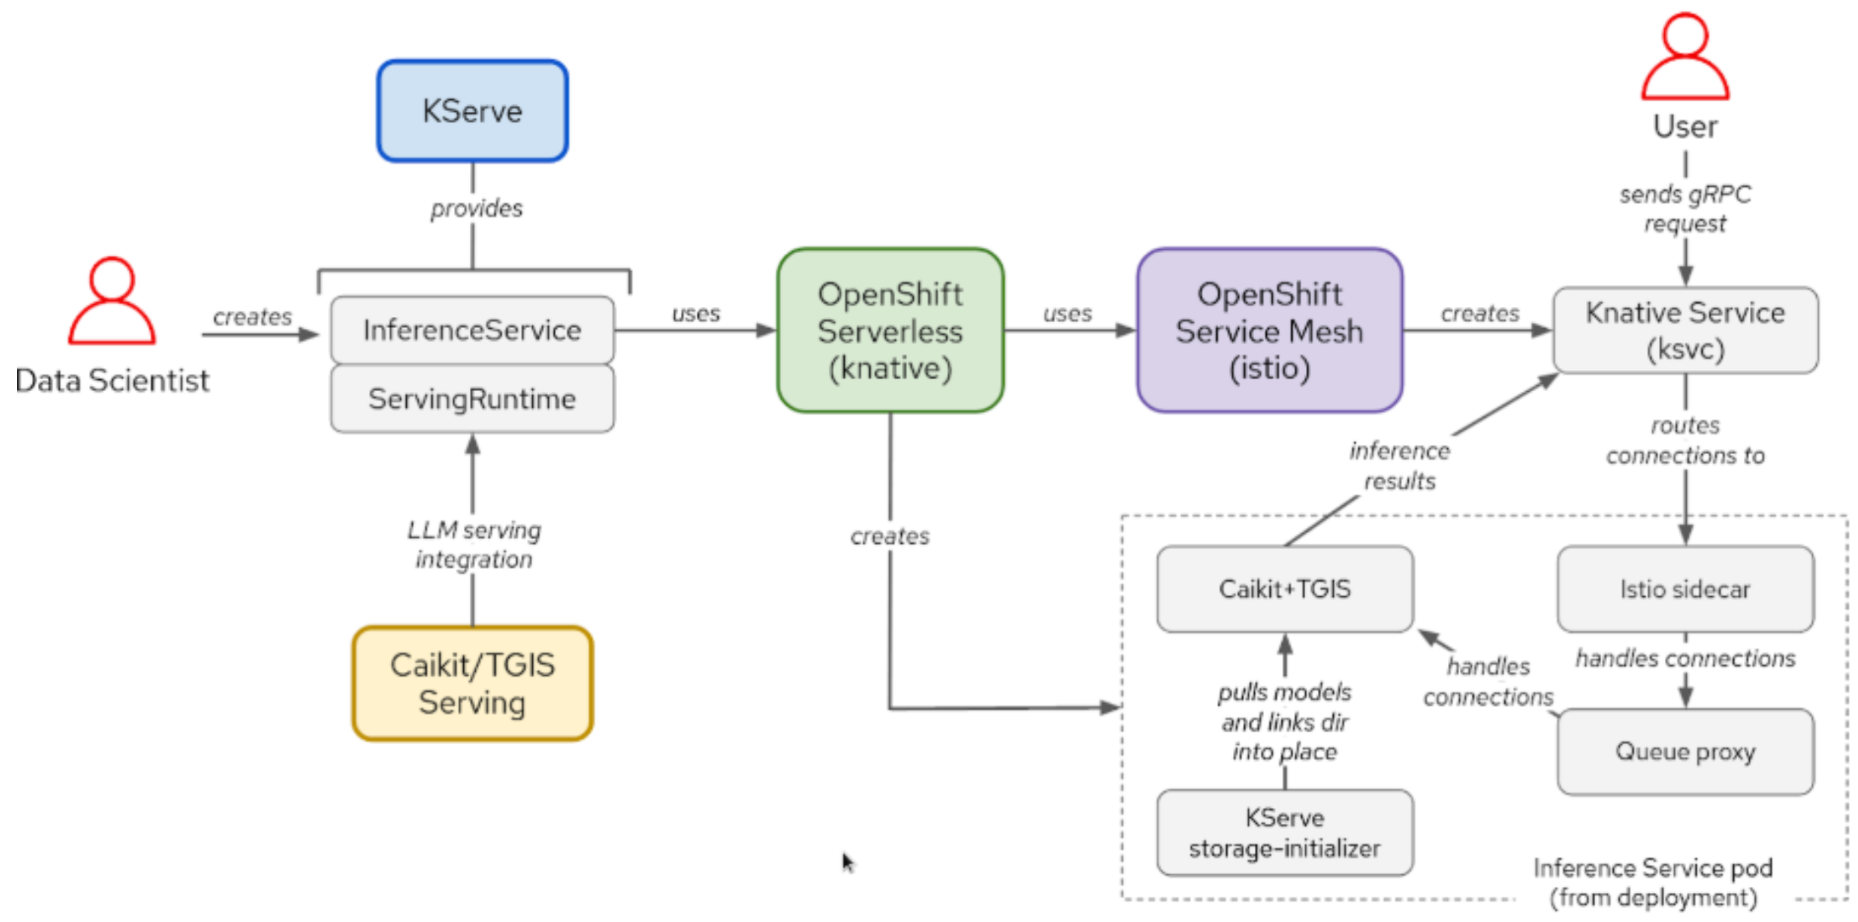 User
KServe
sends gRPC
request
provides
Data Scientist
creates
InferenceService
ServingRuntime
uses
OpenShift
Serverless
(knative)
uses
OpenShift
Service Mesh
(istio)
creates
Knative Service
(ksvc)
routes
connections to
inference
results
LLM serving
integration
creates
Caikit/TGIS
Serving
Caikit+TGIS
Istio sidecar
handles connections
handles
connections
Queue proxy
pulls models
and links dir
into place
KServe
storage-initializer
Inference Service pod
(from deployment)